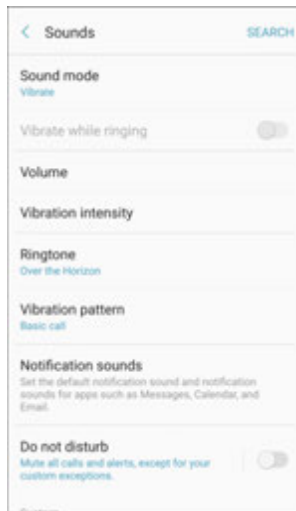 Sounds SEARCH
Sound mode
Vibrate
Vibrate while ringing
Volume
Vibration intensity
Ringtone
Over the Horizon
Vibration pattern
Basic call
Notification sounds
Set the default notification sound and notification
sounds for apps such as Messages, Calendar, and
Email.
Do not disturb
Mute all calls and alerts, except for your
custom exceptions.